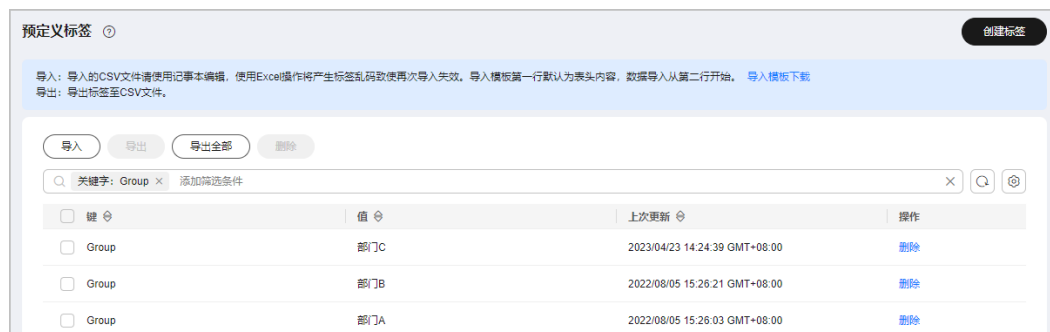 预定义标签
创建标签
导入：导入的CSV文件请使用记事本编辑，使用Excel操作将产生标签乱码致使再次导入失效。导入模板第一行默认为表头内容，数据导入从第二行开始。 导入模板下载
导出：导出标签至CSV文件。
导入 导出 导出全部 删除
关键字：Group × 添加筛选条件
键 值 上次更新 操作
Group 部门C 2023/04/23 14:24:39 GMT+08:00 删除
Group 部门B 2022/08/05 15:26:21 GMT+08:00 删除
Group 部门A 2022/08/05 15:26:03 GMT+08:00 删除